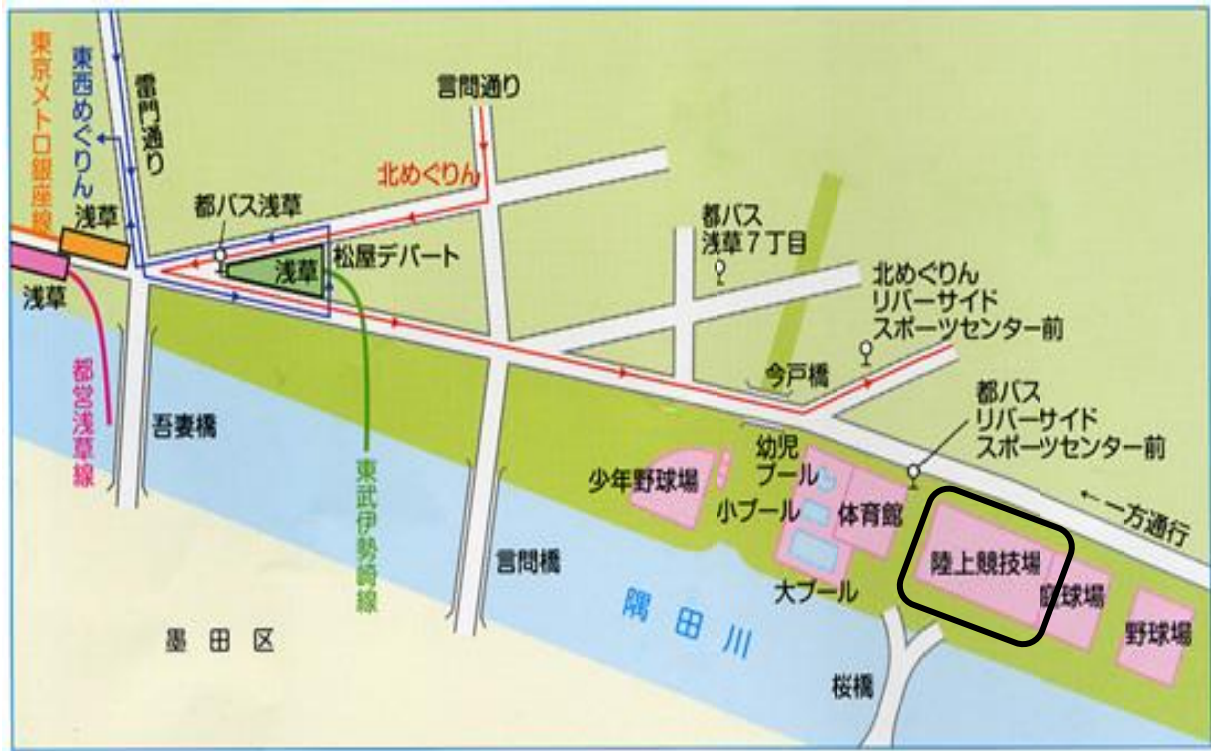 東京メトロ銀座線
東西めぐりん
雷門通り
言問通り
北めぐりん
都バス浅草
浅草
浅草
浅草
松屋デパート
都バス
浅草7丁目
北めぐりん
リバーサイド
スポーツセンター前
今戸橋
都バス
リバーサイド
スポーツセンター前
都営浅草線
吾妻橋
東武伊勢崎線
言問橋
少年野球場
幼児
プール
小プール
大プール
体育館
陸上競技場
庭球場
野球場
←一方通行
隅田川
桜橋
墨田区